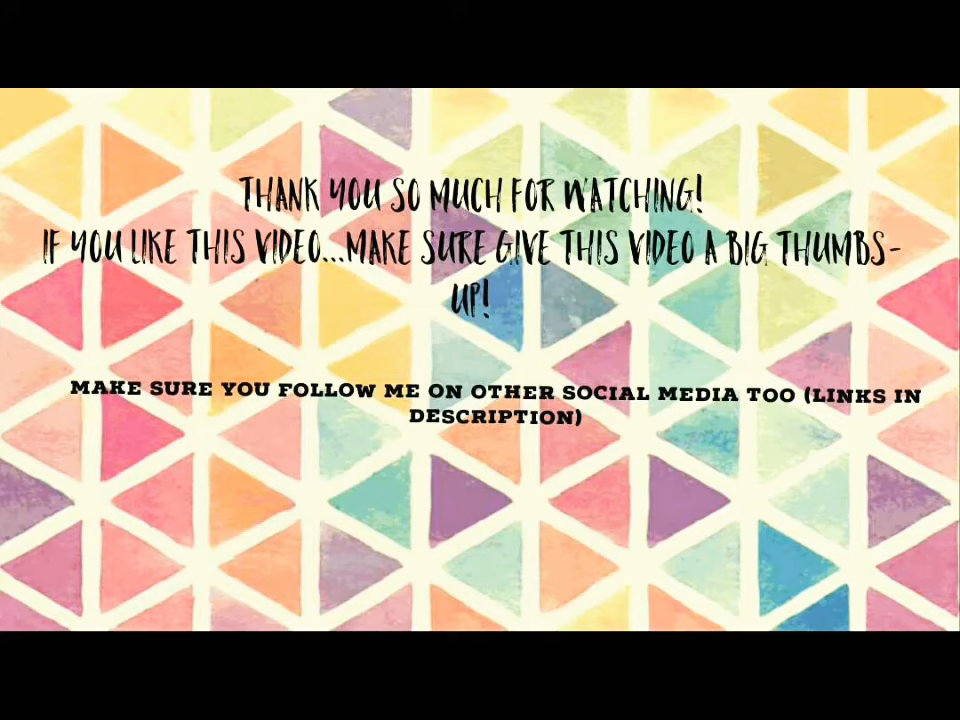 THANK YOU SO MUCH FOR WATCHING!
IF YOU LIKE THIS VIDEO...MAKE SURE GIVE THIS VIDEO A BIG THUMBS-
UP!
MAKE SURE YOU FOLLOW ME ON OTHER SOCIAL MEDIA TOO (LINKS IN
DESCRIPTION)